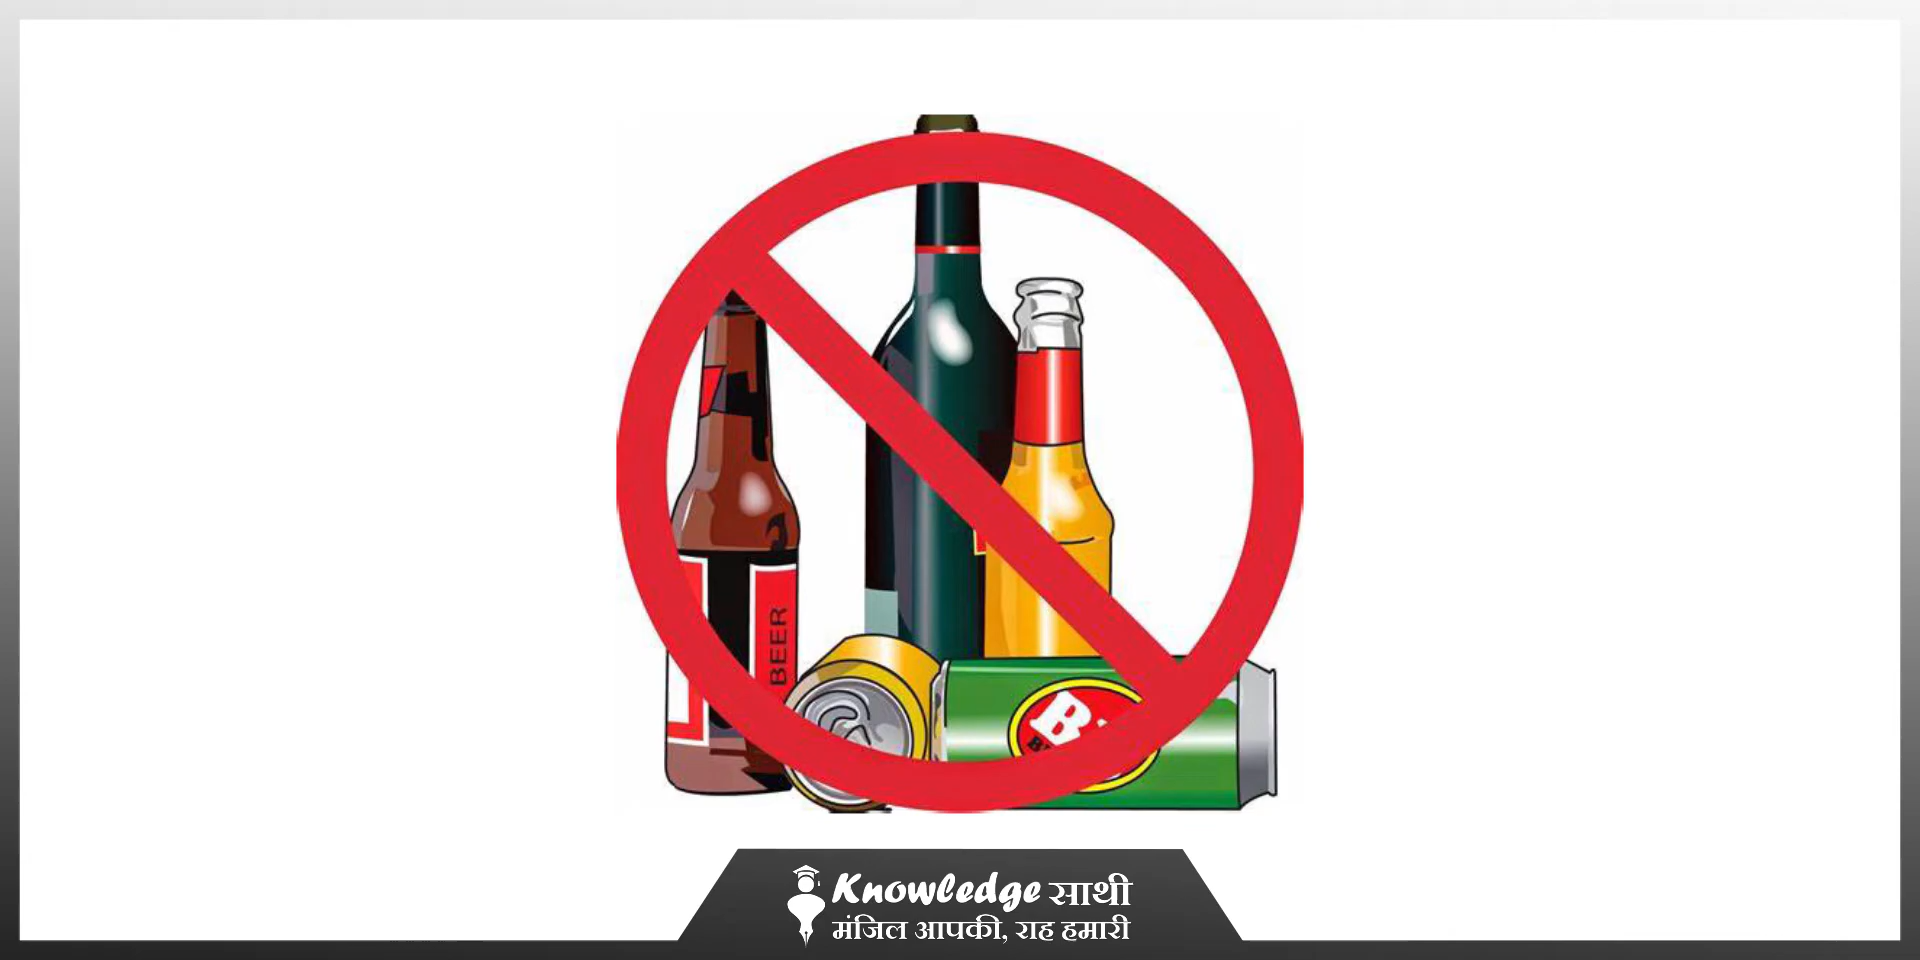 BEER
Knowledge साथी
मंजिल आपकी, राह हमारी